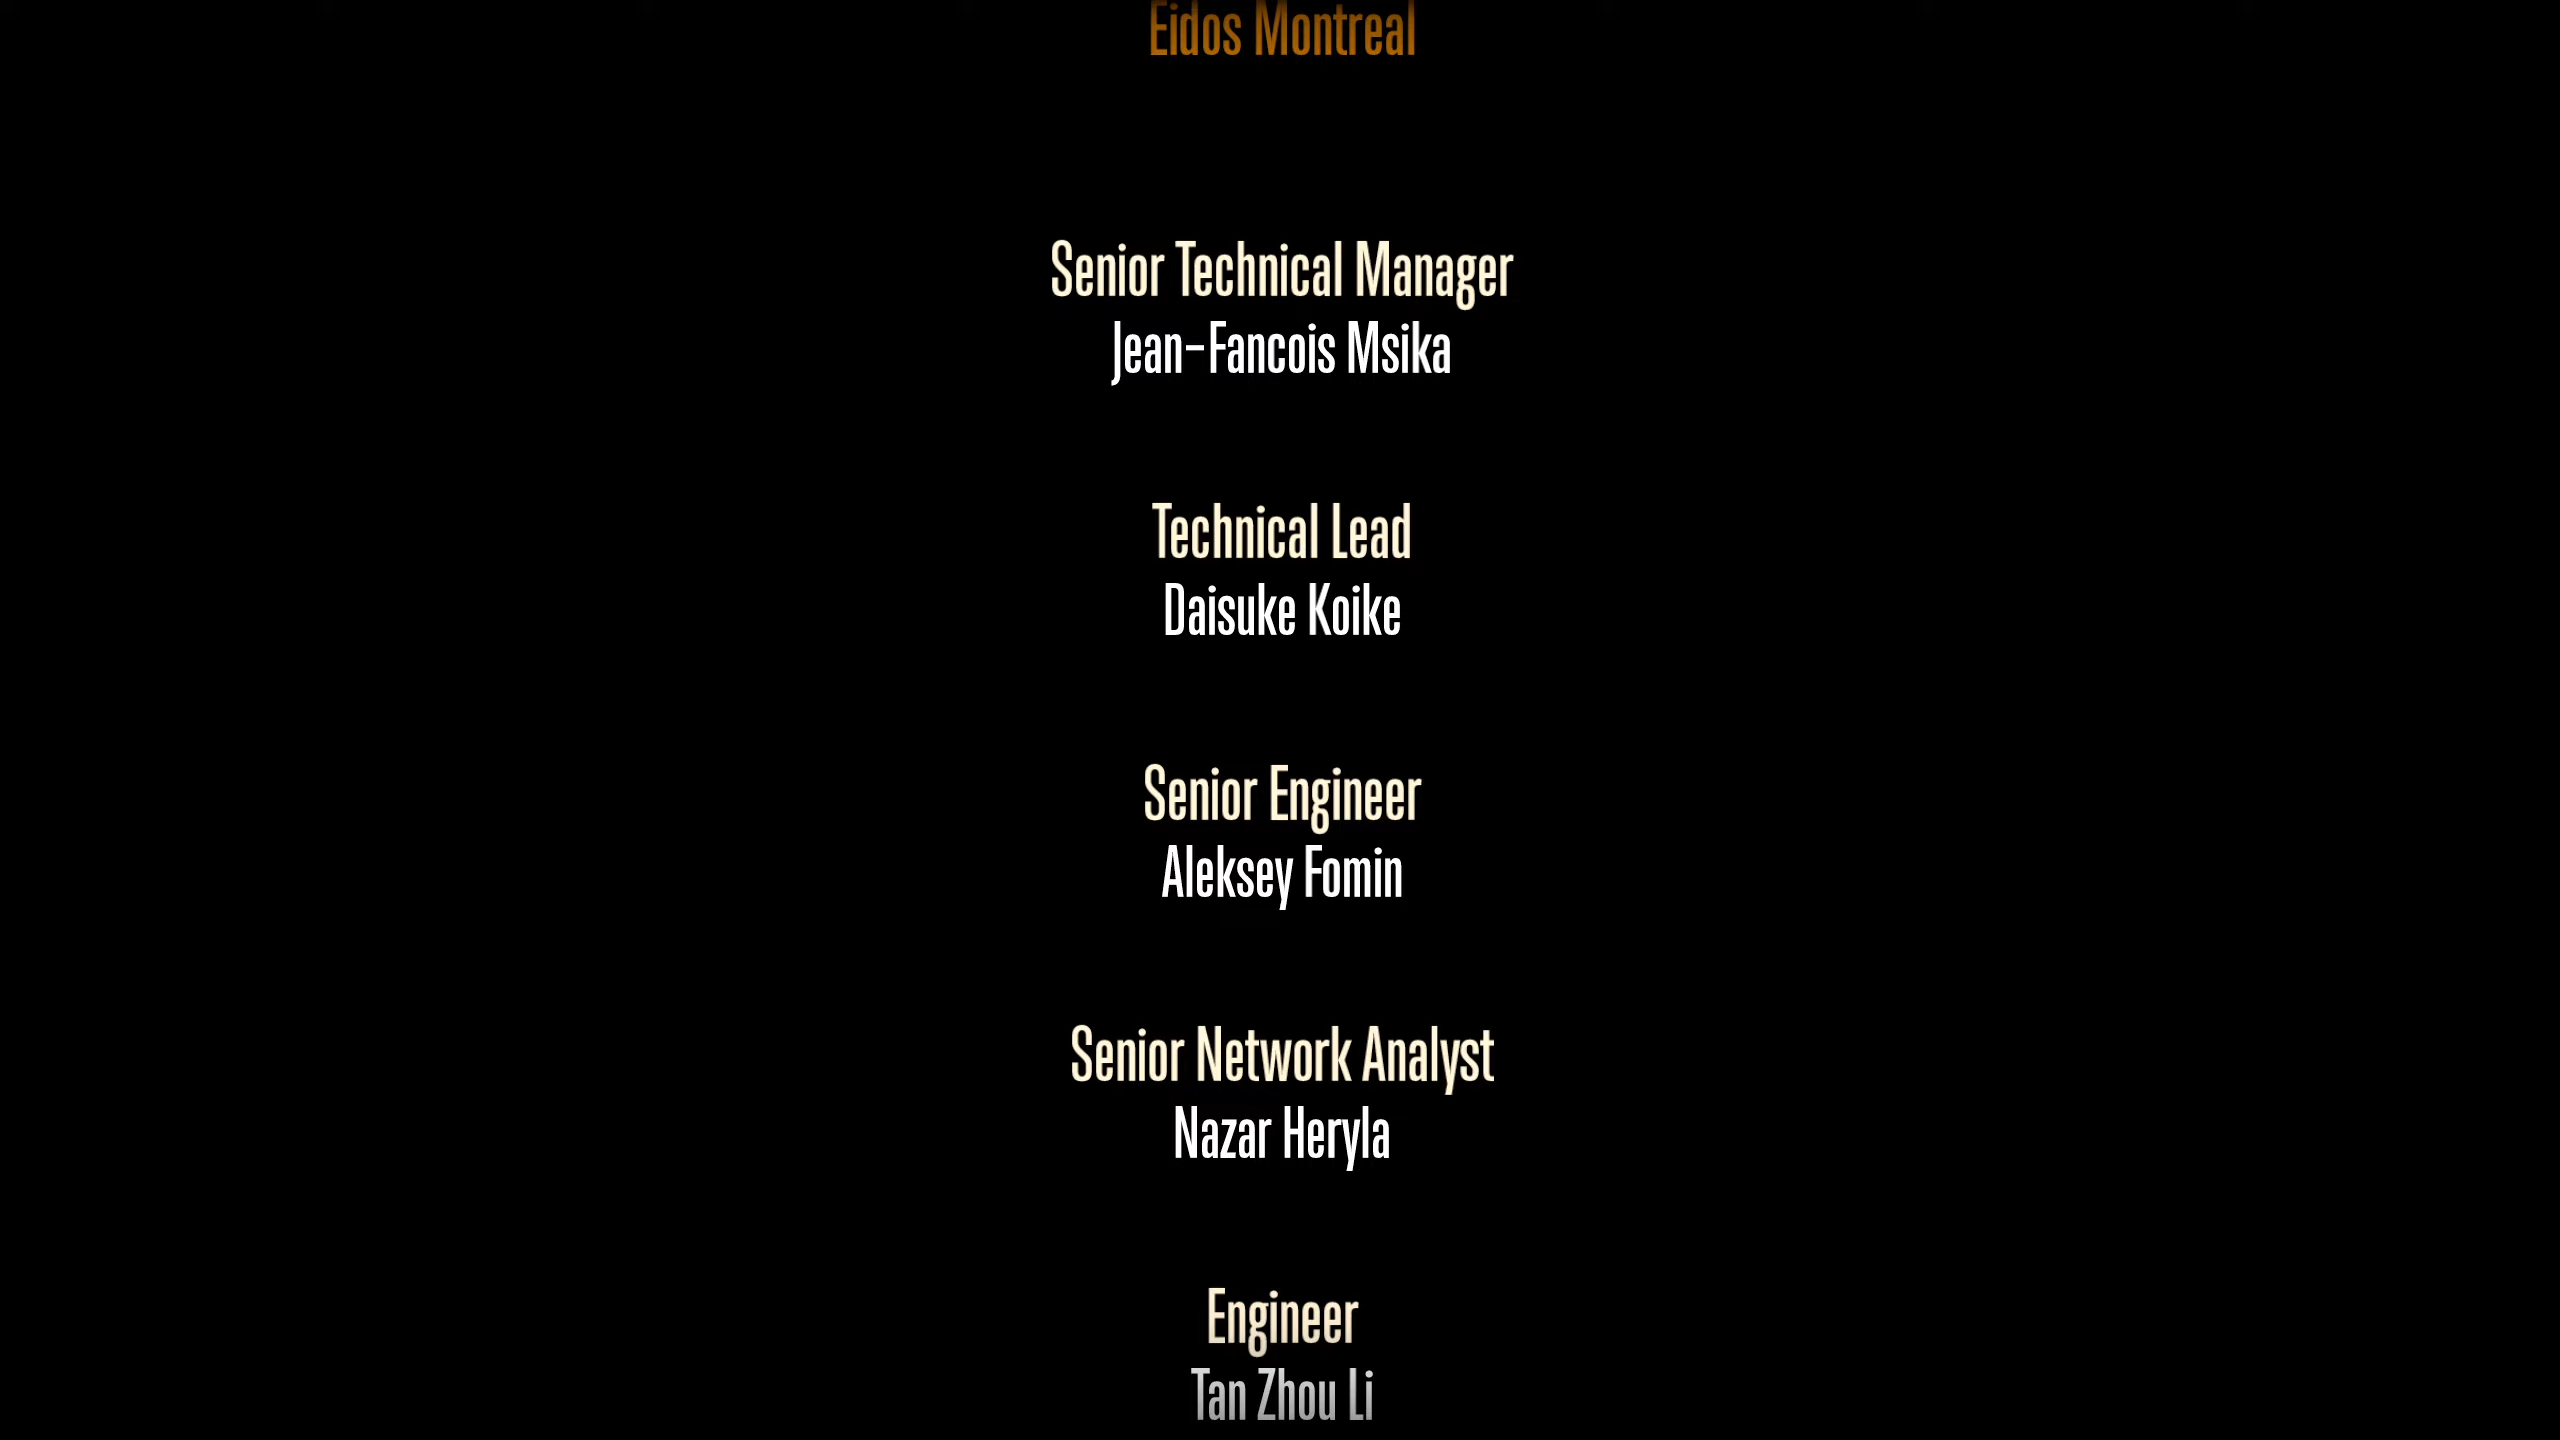 Eidos Montreal
Senior Technical Manager
Jean-Fancois Msika
Technical Lead
Daisuke Koike
Senior Engineer
Aleksey Fomin
Senior Network Analyst
Nazar Heryla
Engineer
Tan Zhou Li